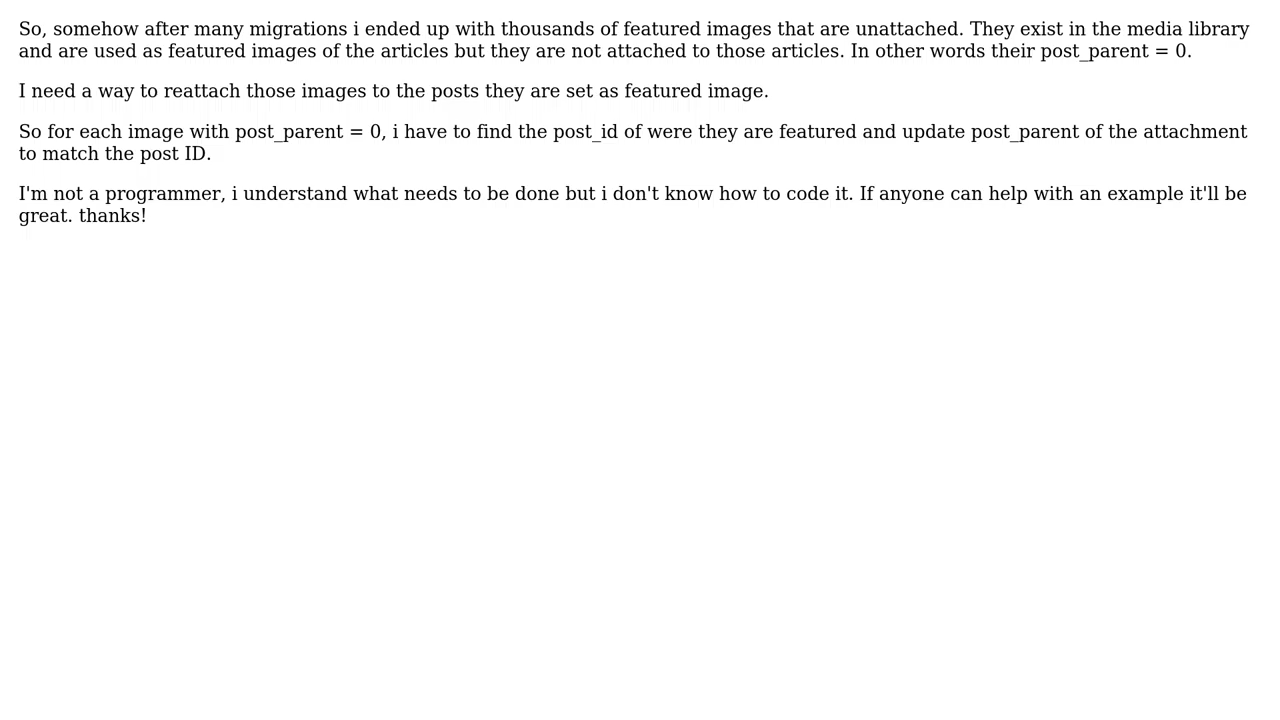 So, somehow after many migrations i ended up with thousands of featured images that are unattached. They exist in the media library
and are used as featured images of the articles but they are not attached to those articles. In other words their post_parent = 0.
I need a way to reattach those images to the posts they are set as featured image.
So for each image with post_parent = 0, i have to find the post_id of were they are featured and update post_parent of the attachment
to match the post ID.
I'm not a programmer, i understand what needs to be done but i don't know how to code it. If anyone can help with an example it'll be
great. thanks!